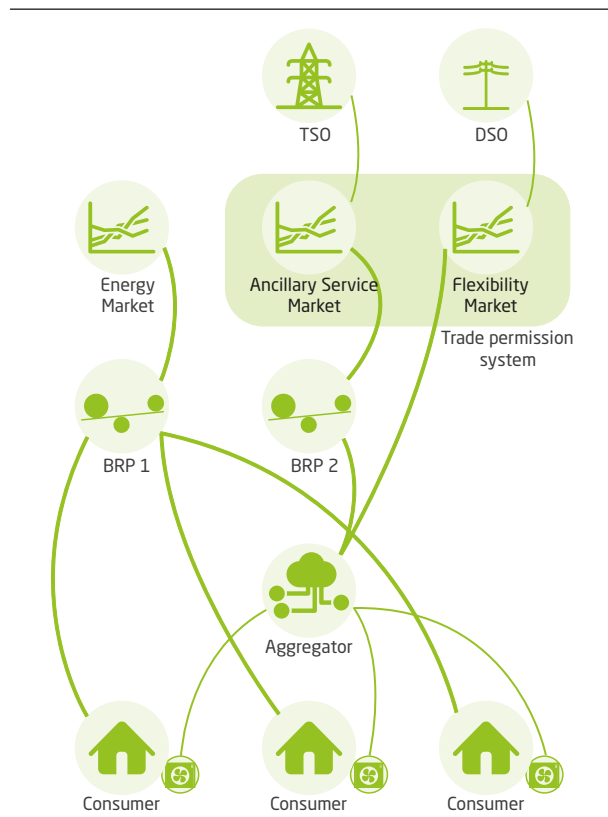 TSO
DSO
Energy
Market
Ancillary Service
Market
Flexibility
Market
Trade permission
system
BRP 1
BRP 2
Aggregator
Consumer
Consumer
Consumer